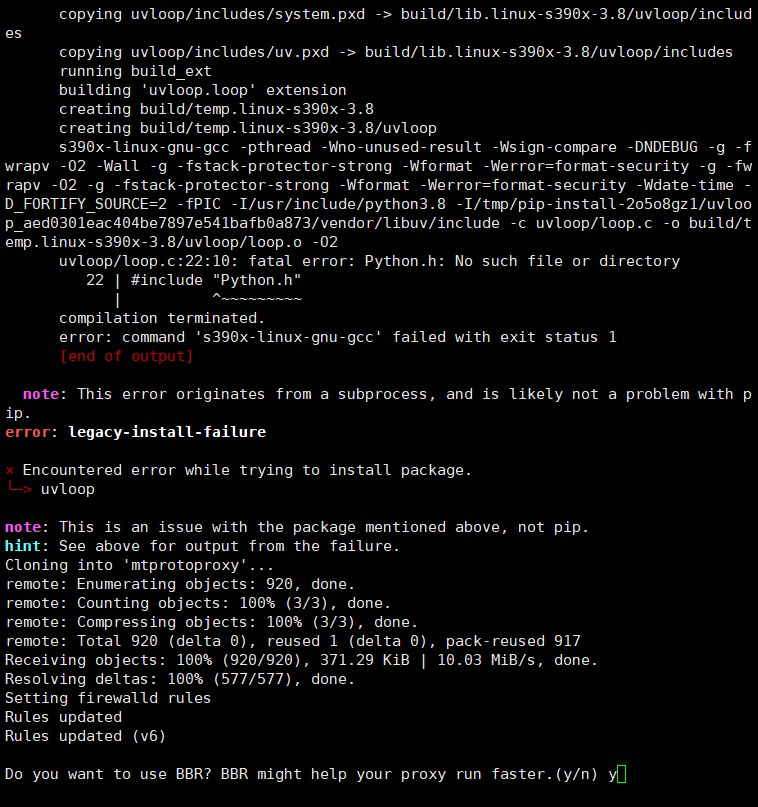 copying uvloop/includes/system.pxd -> build/lib.linux-s390x-3.8/uvloop/includ
es
copying uvloop/includes/uv.pxd -> build/lib.linux-s390x-3.8/uvloop/includes
running build_ext
building 'uvloop.loop' extension
creating build/temp.linux-s390x-3.8
creating build/temp.linux-s390x-3.8/uvloop
s390x-linux-gnu-gcc -pthread -Wno-unused-result -Wsign-compare -DNDEBUG -g -f
wrapv -O2 -Wall -g -fstack-protector-strong -Wformat -Werror=format-security -g -fw
rapv -O2 -g -fstack-protector-strong -Wformat -Werror=format-security -Wdate-time -
D_FORTIFY_SOURCE=2 -fPIC -I/usr/include/python3.8 -I/tmp/pip-install-2o5o8gz1/uvloo
p_aed0301eac404be7897e541bafb0a873/vendor/libuv/include -c uvloop/loop.c -o build/t
emp.linux-s390x-3.8/uvloop/loop.o -O2
uvloop/loop.c:22:10: fatal error: Python.h: No such file or directory
22 | #include "Python.h"
| ^~~~~~~~~~
compilation terminated.
error: command 's390x-linux-gnu-gcc' failed with exit status 1
[end of output]
note: This error originates from a subprocess, and is likely not a problem with p
ip.
error: legacy-install-failure
× Encountered error while trying to install package.
╰─> uvloop
note: This is an issue with the package mentioned above, not pip.
hint: See above for output from the failure.
Cloning into 'mtprotoproxy'...
remote: Enumerating objects: 920, done.
remote: Counting objects: 100% (3/3), done.
remote: Compressing objects: 100% (3/3), done.
remote: Total 920 (delta 0), reused 1 (delta 0), pack-reused 917
Receiving objects: 100% (920/920), 371.29 KiB | 10.03 MiB/s, done.
Resolving deltas: 100% (577/577), done.
Setting firewalld rules
Rules updated
Rules updated (v6)
Do you want to use BBR? BBR might help your proxy run faster.(y/n) y